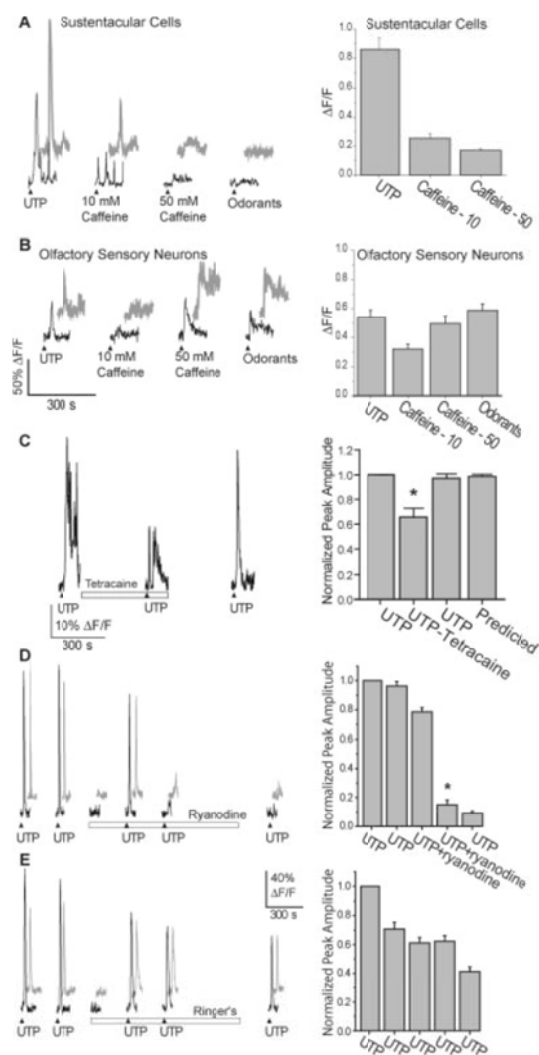 A Sustentacular Cells
UTP
10 mM
Caffeine
50 mM
Caffeine
Odorants
Sustentacular Cells
ΔF/F
1.0
0.8
0.6
0.4
0.2
0.0
UTP
Caffeine - 10
Caffeine - 50
B Olfactory Sensory Neurons
UTP
10 mM
Caffeine
50 mM
Caffeine
Odorants
50% ΔF/F
300 s
Olfactory Sensory Neurons
ΔF/F
1.0
0.8
0.6
0.4
0.2
0.0
UTP
Caffeine - 10
Caffeine - 50
Odorants
C
Tetracaine
UTP
UTP
UTP
10% ΔF/F
300 s
Normalized Peak Amplitude
1.0
1.0
0.8
0.6
0.4
0.2
0
*
UTP
UTP-Tetracaine
UTP
Predicied
D
Ryanodine
UTP
UTP
UTP
UTP
UTP
Normalized Peak Amplitude
1.0
0.8
0.6
0.4
0.2
0.0
*
UTP
UTP
UTP+ryanodine
UTP+ryanodine
UTP
E
40%
ΔF/F
300 s
Ringer's
UTP
UTP
UTP
UTP
UTP
Normalized Peak Amplitude
1.0
0.8
0.6
0.4
0.2
0.0
UTP
UTP
UTP
UTP
UTP